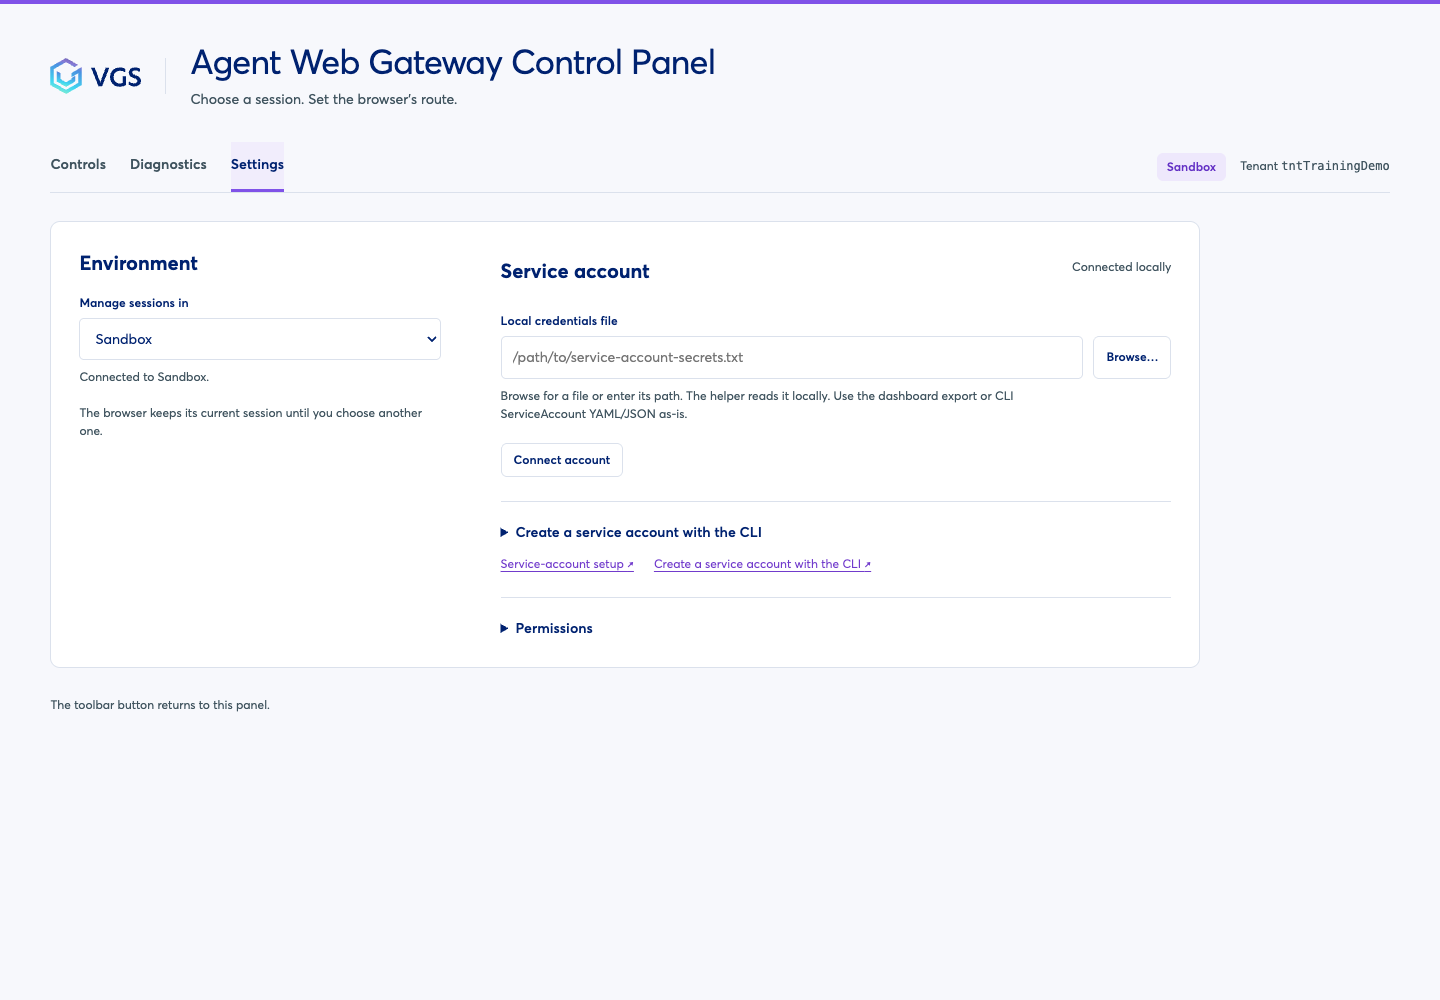 VGS
Agent Web Gateway Control Panel
Choose a session. Set the browser's route.
Controls
Diagnostics
Settings
Sandbox
Tenant tntTrainingDemo
Environment
Manage sessions in
Sandbox
Connected to Sandbox.
The browser keeps its current session until you choose another
one.
Service account
Connected locally
Local credentials file
/path/to/service-account-secrets.txt
Browse...
Browse for a file or enter its path. The helper reads it locally. Use the dashboard export or CLI
ServiceAccount YAML/JSON as-is.
Connect account
Create a service account with the CLI
Service-account setup ↗
Create a service account with the CLI ↗
Permissions
The toolbar button returns to this panel.